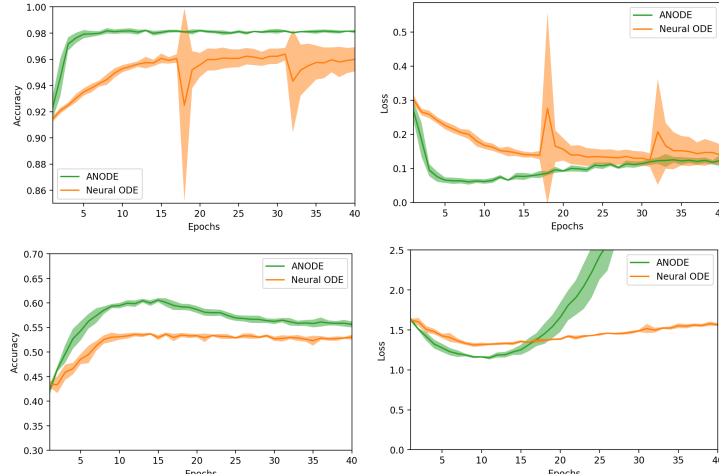 1.00
0.98
0.96
0.94
0.92
0.90
0.88
0.86
Accuracy
ANODE
Neural ODE
5 10 15 20 25 30 35 40
Epochs
0.5
0.4
0.3
0.2
0.1
0.0
Loss
ANODE
Neural ODE
5 10 15 20 25 30 35 40
Epochs
0.70
0.60
0.55
0.50
0.45
0.40
0.30
Accuracy
ANODE
Neural ODE
5 10 15 20 25 30 35 40
Epochs
2.5
2.0
1.5
1.0
0.5
0.0
Loss
ANODE
Neural ODE
5 10 15 20 25 30 35 40
Epochs